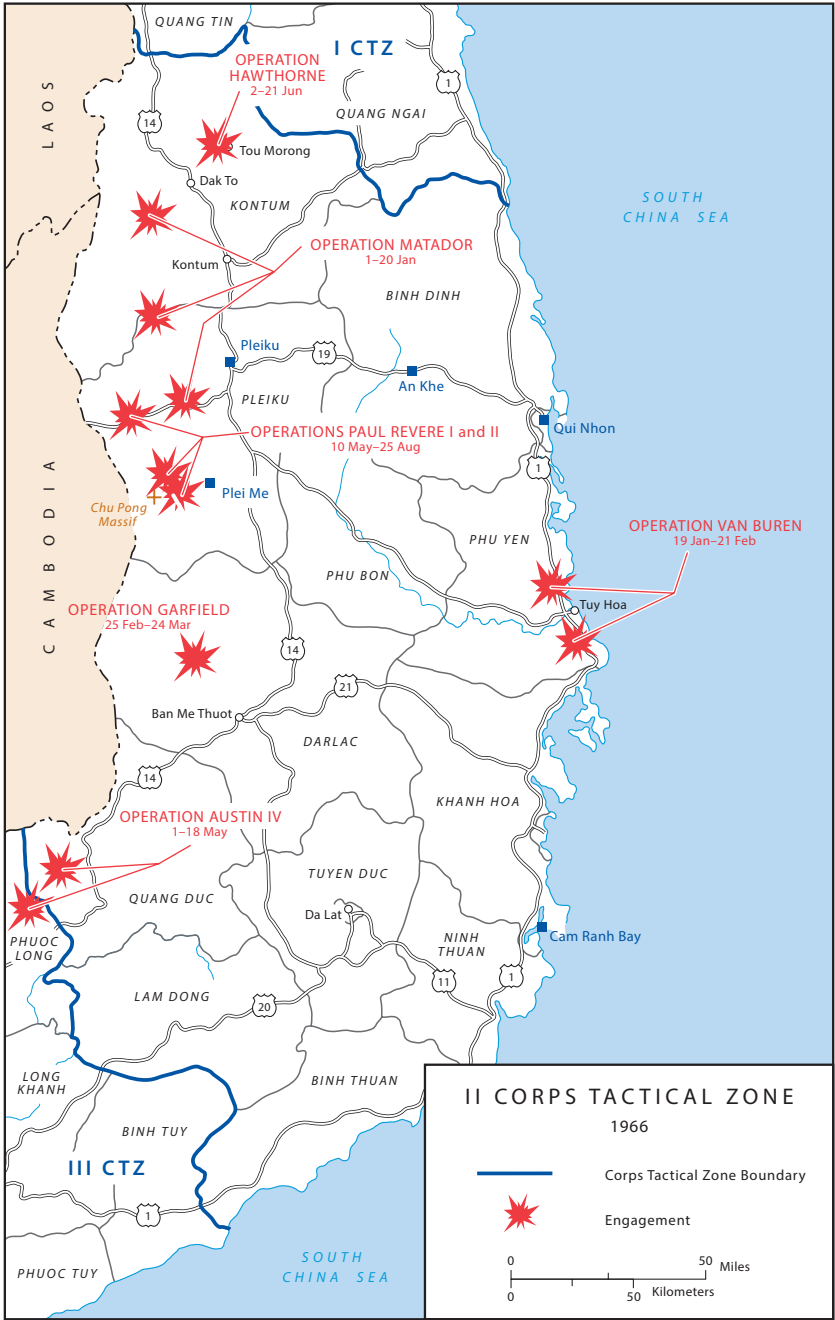 QUANG TIN
I CTZ
OPERATION
HAWTHORNE
2–21 Jun
1
LAOS
14
QUANG NGAI
Tou Morong
Dak To
KONTUM
SOUTH
CHINA SEA
OPERATION MATADOR
1–20 Jan
Kontum
BINH DINH
Pleiku
19
An Khe
PLEIKU
Qui Nhon
OPERATIONS PAUL REVERE I and II
10 May–25 Aug
1
CAMBODIA
Plei Me
Chu Pong
Massif
OPERATION VAN BUREN
19 Jan–21 Feb
PHU YEN
PHU BON
Tuy Hoa
OPERATION GARFIELD
25 Feb–24 Mar
14
21
Ban Me Thuot
DARLAC
14
KHANH HOA
OPERATION AUSTIN IV
1–18 May
TUYEN DUC
QUANG DUC
Da Lat
Cam Ranh Bay
NINH
THUAN
PHUOC
LONG
1
11
LAM DONG
20
LONG
KHANH
BINH THUAN
BINH TUY
III CTZ
1
PHUOC TUY
SOUTH
CHINA SEA
II CORPS TACTICAL ZONE
1966
Corps Tactical Zone Boundary
Engagement
0 50 Miles
0 50 Kilometers